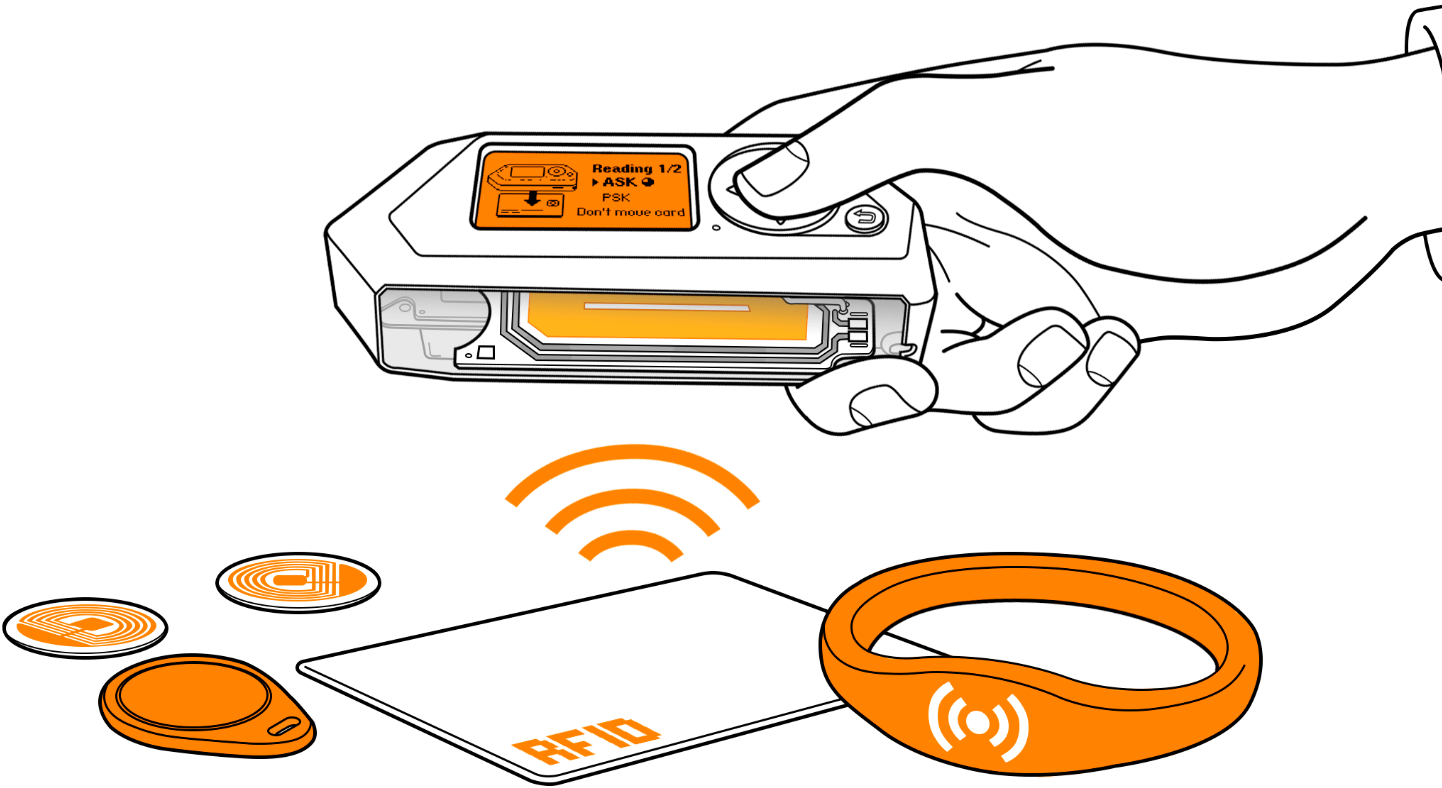 Reading 1/2
ASK
PSK
Don't move card
RFID